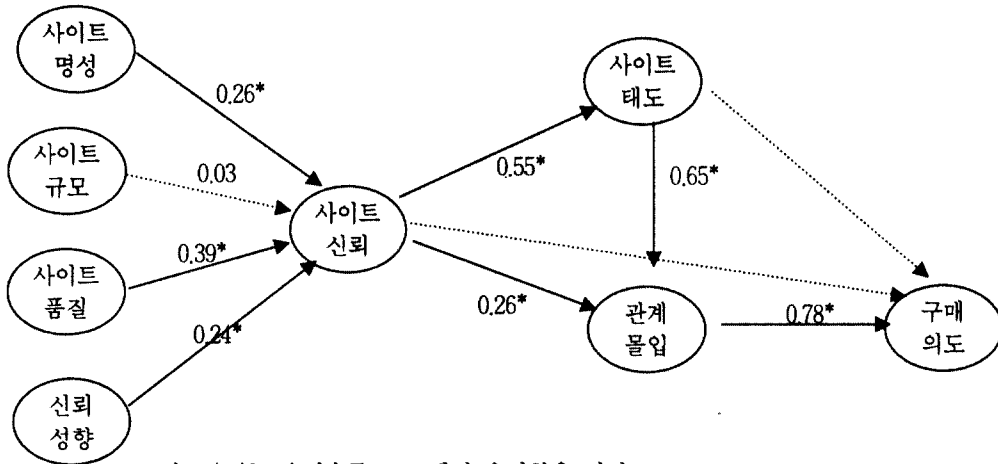 사이트
명성
0.26*
사이트
규모
0.03
사이트
품질
0.39*
신뢰
성향
0.24*
사이트
신뢰
0.55*
0.26*
사이트
태도
0.65*
관계
몰입
0.78*
구매
의도